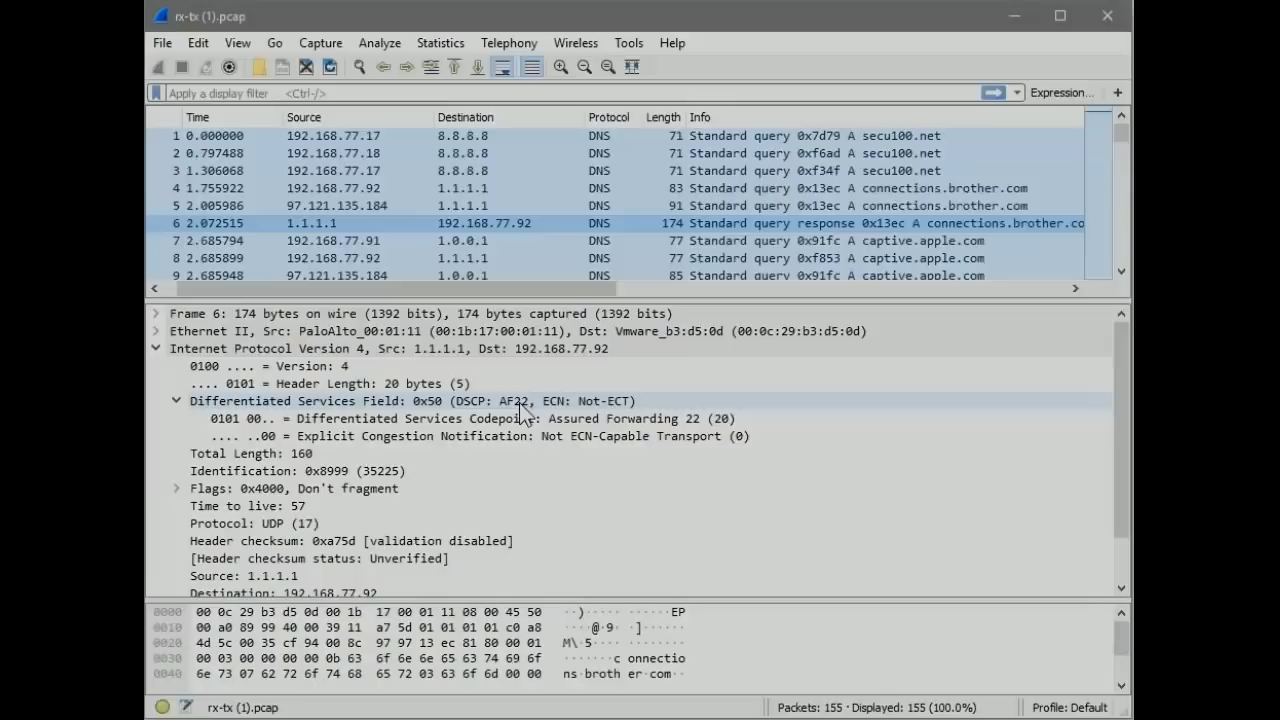 rx-tx (1).pcap
File Edit View Go Capture Analyze Statistics Telephony Wireless Tools Help
Apply a display filter ... <Ctrl-/> Expression... +
Time Source Destination Protocol Length Info
1 0.000000 192.168.77.17 8.8.8.8 DNS 71 Standard query 0x7d79 A secu100.net
2 0.797488 192.168.77.18 8.8.8.8 DNS 71 Standard query 0xf6ad A secu100.net
3 1.306068 192.168.77.17 8.8.8.8 DNS 71 Standard query 0xf34f A secu100.net
4 1.755922 192.168.77.92 1.1.1.1 DNS 83 Standard query 0x13ec A connections.brother.com
5 2.005986 97.121.135.184 1.1.1.1 DNS 91 Standard query 0x13ec A connections.brother.com
6 2.072515 1.1.1.1 192.168.77.92 DNS 174 Standard query response 0x13ec A connections.brother.co
7 2.685794 192.168.77.91 1.0.0.1 DNS 77 Standard query 0x91fc A captive.apple.com
8 2.685899 192.168.77.92 1.1.1.1 DNS 77 Standard query 0xf853 A captive.apple.com
9 2.685948 97.121.135.184 1.0.0.1 DNS 85 Standard query 0x91fc A captive.apple.com
Frame 6: 174 bytes on wire (1392 bits), 174 bytes captured (1392 bits)
Ethernet II, Src: PaloAlto_00:01:11 (00:1b:17:00:01:11), Dst: Vmware_b3:d5:0d (00:0c:29:b3:d5:0d)
Internet Protocol Version 4, Src: 1.1.1.1, Dst: 192.168.77.92
0100 .... = Version: 4
.... 0101 = Header Length: 20 bytes (5)
Differentiated Services Field: 0x50 (DSCP: AF22, ECN: Not-ECT)
0101 00.. = Differentiated Services Codepoint: Assured Forwarding 22 (20)
.... ..00 = Explicit Congestion Notification: Not ECN-Capable Transport (0)
Total Length: 160
Identification: 0x8999 (35225)
Flags: 0x4000, Don't fragment
Time to live: 57
Protocol: UDP (17)
Header checksum: 0xa75d [validation disabled]
[Header checksum status: Unverified]
Source: 1.1.1.1
Destination: 192.168.77.92
0000 00 0c 29 b3 d5 0d 00 1b 17 00 01 11 08 00 45 50 ··)····· ······EP
0010 00 a0 89 99 40 00 39 11 a7 5d 01 01 01 01 c0 a8 ····@·9· ·]······
0020 4d 5c 00 35 cf 94 00 8c 97 97 13 ec 81 80 00 01 M\·5···· ········
0030 00 03 00 00 00 00 0b 63 6f 6e 6e 65 63 74 69 6f ·······c onnectio
0040 6e 73 07 62 72 6f 74 68 65 72 03 63 6f 6d 00 00 ns·broth er·com··
rx-tx (1).pcap Packets: 155 · Displayed: 155 (100.0%) Profile: Default